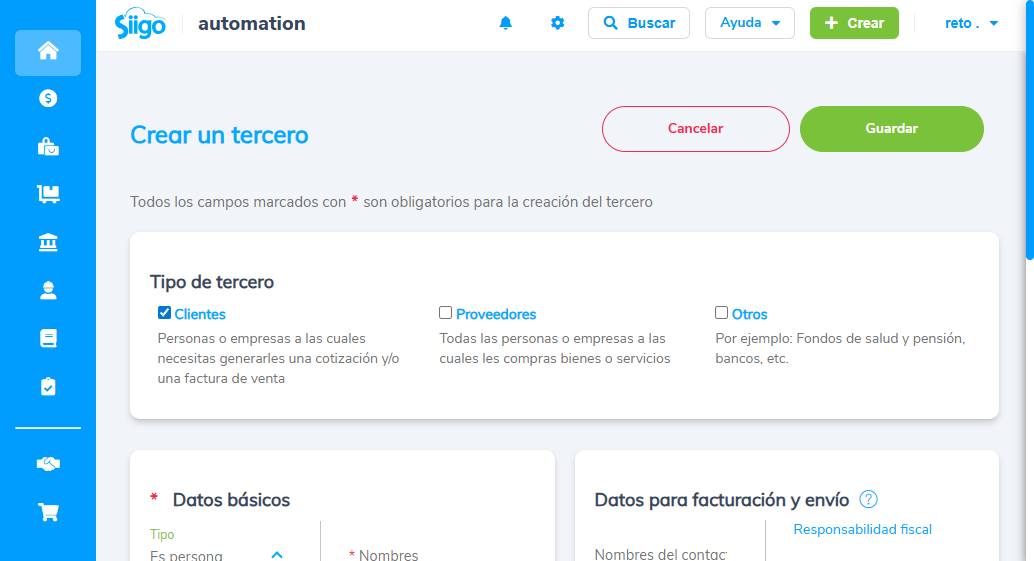 Siigo
automation
Buscar
Ayuda
Crear
reto .
Crear un tercero
Cancelar
Guardar
Todos los campos marcados con * son obligatorios para la creación del tercero
Tipo de tercero
Clientes
Personas o empresas a las cuales
necesitas generarles una cotización y/o
una factura de venta
Proveedores
Todas las personas o empresas a las
cuales les compras bienes o servicios
Otros
Por ejemplo: Fondos de salud y pensión,
bancos, etc.
* Datos básicos
Tipo
Es persona
* Nombres
Datos para facturación y envío ?
Nombres del contac
Responsabilidad fiscal